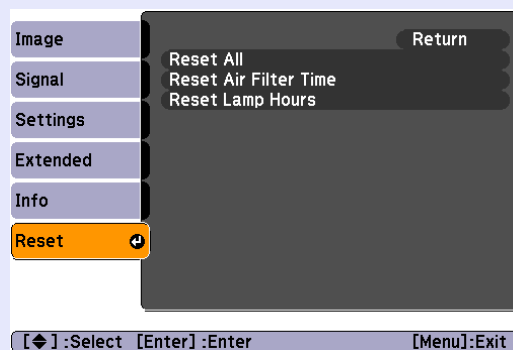 Image
Signal
Settings
Extended
Info
Reset
Return
Reset All
Reset Air Filter Time
Reset Lamp Hours
[◆] :Select [Enter] :Enter [Menu]:Exit